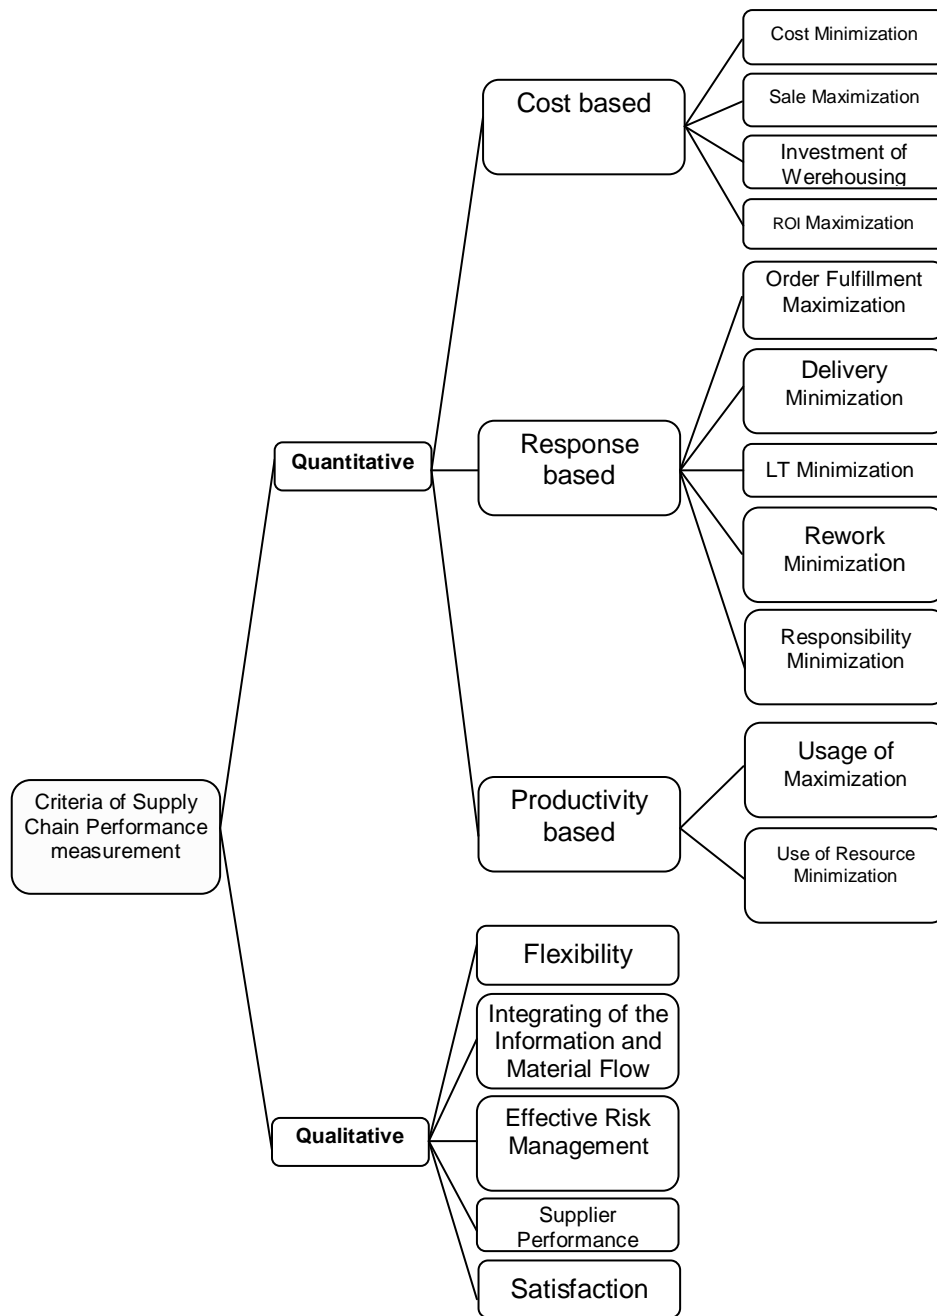 Cost Minimization
Cost based
Sale Maximization
Investment of
Werehousing
ROI Maximization
Order Fulfillment
Maximization
Delivery
Minimization
Quantitative
Response
based
LT Minimization
Rework
Minimization
Responsibility
Minimization
Criteria of Supply
Chain Performance
measurement
Productivity
based
Usage of
Maximization
Use of Resource
Minimization
Qualitative
Flexibility
Integrating of the
Information and
Material Flow
Effective Risk
Management
Supplier
Performance
Satisfaction